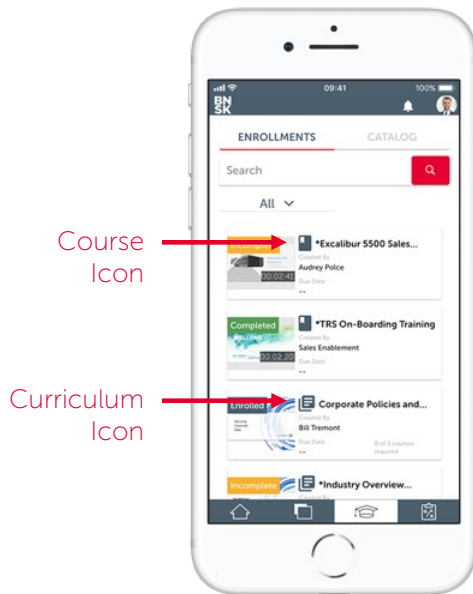 09:41
100%
BN
SK
ENROLLMENTS
CATALOG
Search
All
Course
Icon
Incomplete
*Excalibur 5500 Sales...
Created By
Audrey Polce
Due Date
--
00:02:41
Completed
*TRS On-Boarding Training
Sales Enablement
Due Date
--
00:02:20
Curriculum
Icon
Enrolled
Corporate Policies and...
Created By
Bill Tremont
Due Date
--
0 of 3 courses
required
Incomplete
*Industry Overview...
Created By